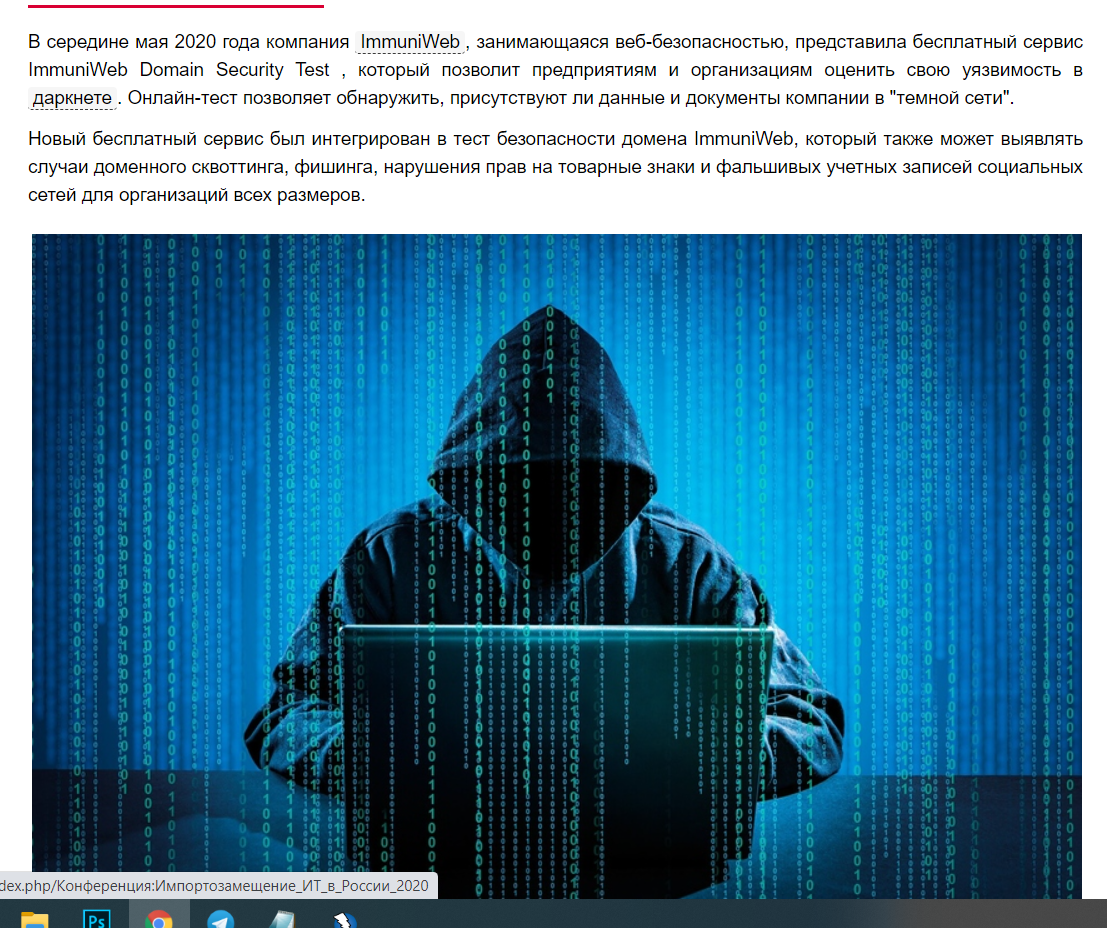 В середине мая 2020 года компания ImmuniWeb , занимающаяся веб-безопасностью, представила бесплатный сервис
ImmuniWeb Domain Security Test , который позволит предприятиям и организациям оценить свою уязвимость в
даркнете . Онлайн-тест позволяет обнаружить, присутствуют ли данные и документы компании в "темной сети".
Новый бесплатный сервис был интегрирован в тест безопасности домена ImmuniWeb, который также может выявлять
случаи доменного сквоттинга, фишинга, нарушения прав на товарные знаки и фальшивых учетных записей социальных
сетей для организаций всех размеров.
dex.php/Конференция:Импортозамещение_ИТ_в_России_2020
Ps